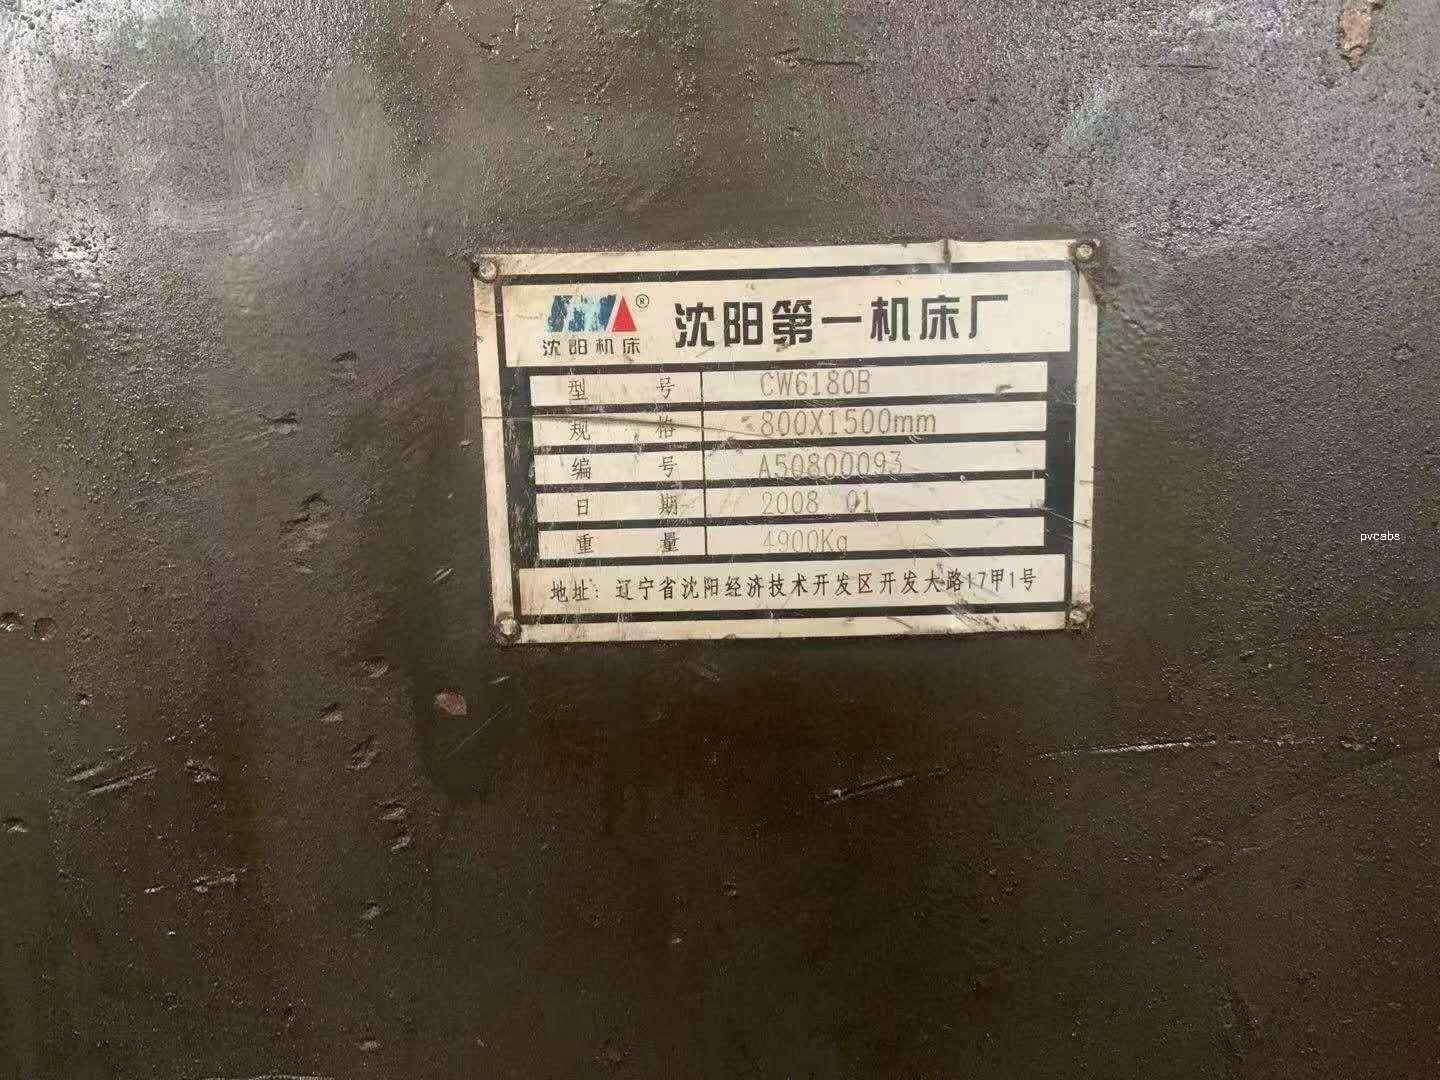 ® 沈阳第一机床厂
沈阳机床
型 号 CW6180B
规 格 800X1500mm
编 号 A50800093
日 期 2008 01
重 量 4900Kg
地址：辽宁省沈阳经济技术开发区开发大路17甲1号
pvcabs